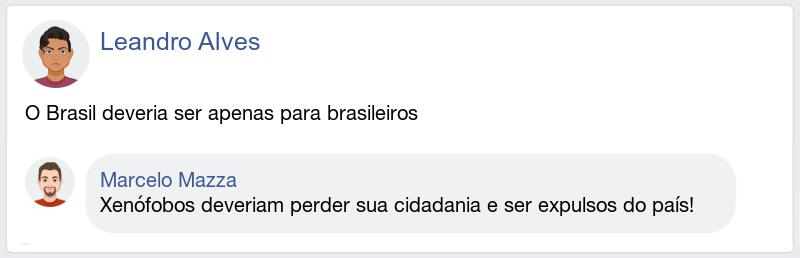 Leandro Alves
O Brasil deveria ser apenas para brasileiros
Marcelo Mazza
Xenófobos deveriam perder sua cidadania e ser expulsos do país!